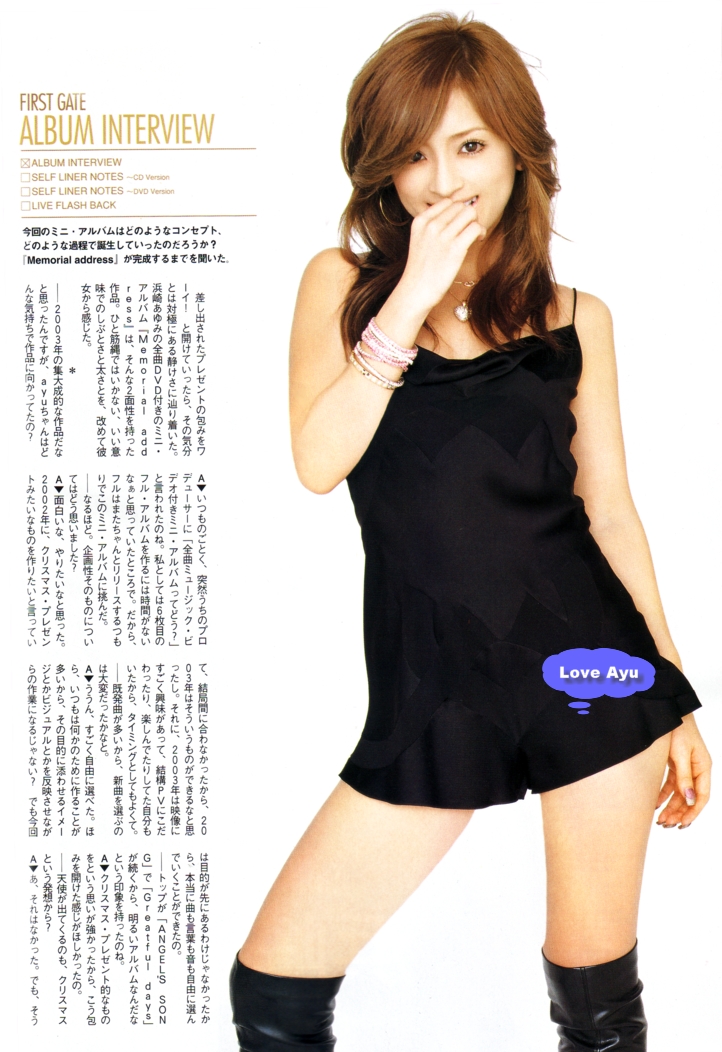 FIRST GATE
ALBUM INTERVIEW
ALBUM INTERVIEW
SELF LINER NOTES ～CD Version
SELF LINER NOTES ～DVD Version
LIVE FLASH BACK
今回のミニ・アルバムはどのようなコンセプト、
どのような過程で誕生していったのだろうか？
『Memorial address』が完成するまでを聞いた。
差し出されたプレゼントの包みをワ
ーイ！　と開けていったら、その気分
とは対極にある静けさに辿り着いた。
浜崎あゆみの全曲DVD付きのミニ・
アルバム『Memorial add
ress』は、そんな2面性を持った
作品。ひと筋縄ではいかない、いい意
味でのしぶとさと太さとを、改めて彼
女から感じた。
＊
――2003年の集大成的な作品だな
と思ったんですが、ayuちゃんはど
んな気持ちで作品に向かってたの？
A▼いつものごとく、突然うちのプロ
デューサーに「全曲ミュージック・ビ
デオ付きミニ・アルバムってどう？」
と言われたのね。私としては6枚目の
フル・アルバムを作るには時間がない
なぁと思っていたところで。だから、
フルはまたちゃんとリリースするつも
りでこのミニ・アルバムに挑んだ。
――なるほど。企画性そのものについ
てはどう思いました？
A▼面白いな、やりたいなと思った。
2002年に、クリスマス・プレゼン
トみたいなものを作りたいと言ってい
て、結局間に合わなかったから、20
03年はそういうものができるなと思
ったし。それに、2003年は映像に
すごく興味があって、結構PVにこだ
わったり、楽しんでたりしてた自分も
いたから、タイミングとしてもよくて。
――既発曲が多いから、新曲を選ぶの
は大変だったかなと。
A▼ううん、すごく自由に選べた。ほ
ら、いつもは何かのために作ることが
多いから、その目的に添わせるイメー
ジとかビジュアルとかを反映させなが
らの作業になるじゃない？　でも今回
は目的が先にあるわけじゃなかったか
ら、本当に曲も言葉も音も自由に選ん
でいくことができたの。
――トップが「ANGEL'S SON
G」で「Greatful days」
が続くから、明るいアルバムなんだな
という印象を持ったのね。
A▼クリスマス・プレゼント的なもの
をという思いが強かったから、こう包
みを開けた感じがほしかったの。
――天使が出てくるのも、クリスマス
という発想から？
A▼あ、それはなかった。でも、そう
Love Ayu